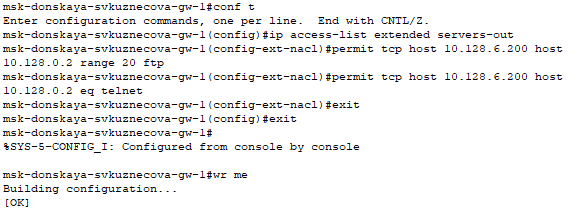 msk-donskaya-svkuznecova-gw-1#conf t
Enter configuration commands, one per line.  End with CNTL/Z.
msk-donskaya-svkuznecova-gw-1(config)#ip access-list extended servers-out
msk-donskaya-svkuznecova-gw-1(config-ext-nacl)#permit tcp host 10.128.6.200 host
10.128.0.2 range 20 ftp
msk-donskaya-svkuznecova-gw-1(config-ext-nacl)#permit tcp host 10.128.6.200 host
10.128.0.2 eq telnet
msk-donskaya-svkuznecova-gw-1(config-ext-nacl)#exit
msk-donskaya-svkuznecova-gw-1(config)#exit
msk-donskaya-svkuznecova-gw-1#
%SYS-5-CONFIG_I: Configured from console by console
msk-donskaya-svkuznecova-gw-1#wr me
Building configuration...
[OK]